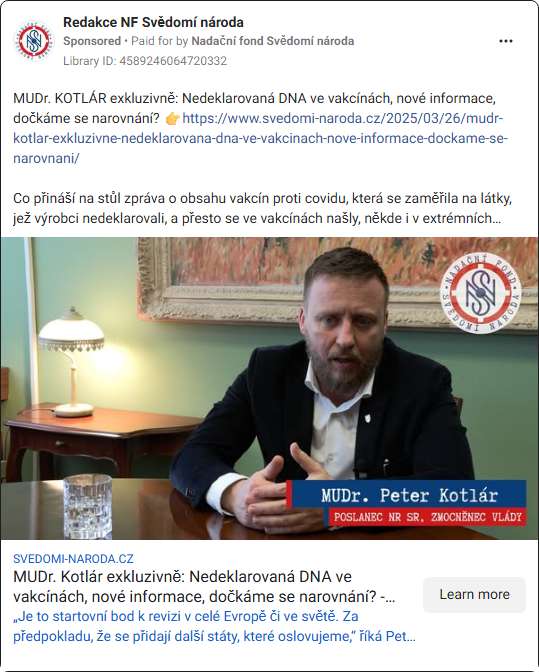 Redakce NF Svědomí národa
Sponsored • Paid for by Nadační fond Svědomí národa
Library ID: 4589246064720332
MUDr. KOTLÁR exkluzivně: Nedeklarovaná DNA ve vakcínách, nové informace,
dočkáme se narovnání? 👉https://www.svedomi-naroda.cz/2025/03/26/mudr-
kotlar-exkluzivne-nedeklarovana-dna-ve-vakcinach-nove-informace-dockame-se-
narovnani/
Co přináší na stůl zpráva o obsahu vakcín proti covidu, která se zaměřila na látky,
jež výrobci nedeklarovali, a přesto se ve vakcínách našly, někde i v extrémních…
NADAČNÍ FOND
SVĚDOMÍ NÁRODA
MUDr. Peter Kotlár
POSLANEC NR SR, ZMOCNĚNEC VLÁDY
SVEDOMI-NARODA.CZ
MUDr. Kotlár exkluzivně: Nedeklarovaná DNA ve
vakcínách, nové informace, dočkáme se narovnání? -…
Learn more
„Je to startovní bod k revizi v celé Evropě či ve světě. Za
předpokladu, že se přidají další státy, které oslovujeme,“ říká Pet…